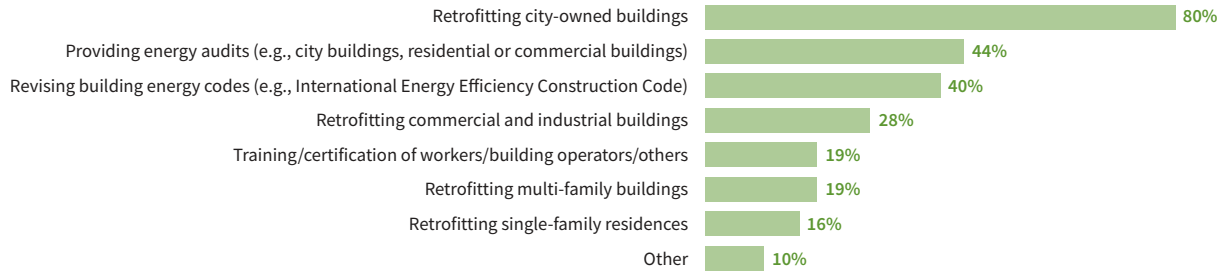 Retrofitting city-owned buildings 80%
Providing energy audits (e.g., city buildings, residential or commercial buildings) 44%
Revising building energy codes (e.g., International Energy Efficiency Construction Code) 40%
Retrofitting commercial and industrial buildings 28%
Training/certification of workers/building operators/others 19%
Retrofitting multi-family buildings 19%
Retrofitting single-family residences 16%
Other 10%